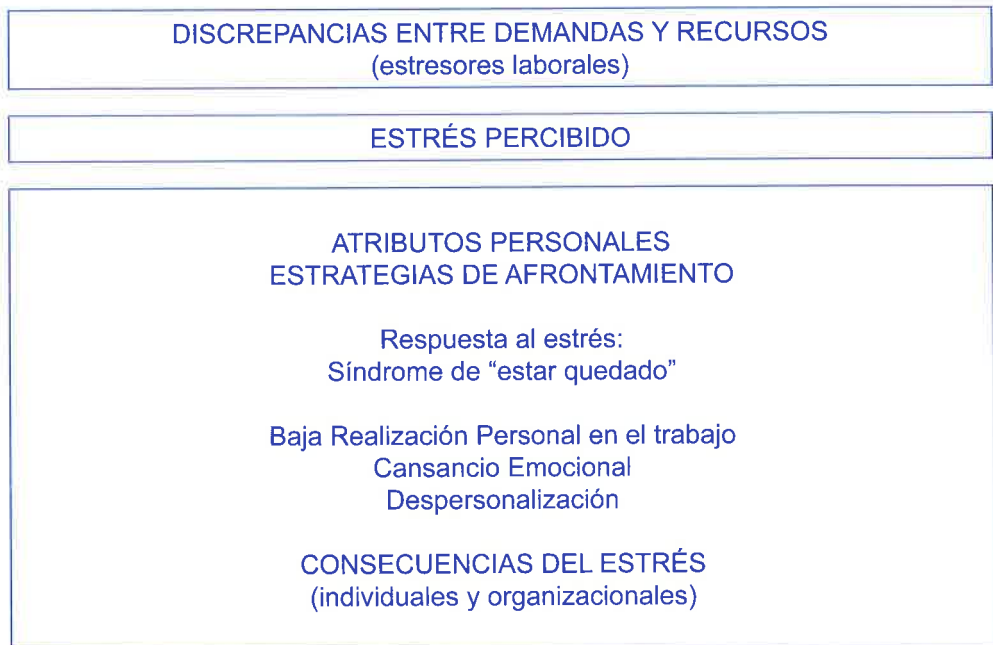 DISCREPANCIAS ENTRE DEMANDAS Y RECURSOS
(estresores laborales)
ESTRÉS PERCIBIDO
ATRIBUTOS PERSONALES
ESTRATEGIAS DE AFRONTAMIENTO
Respuesta al estrés:
Síndrome de “estar quedado”
Baja Realización Personal en el trabajo
Cansancio Emocional
Despersonalización
CONSECUENCIAS DEL ESTRÉS
(individuales y organizacionales)